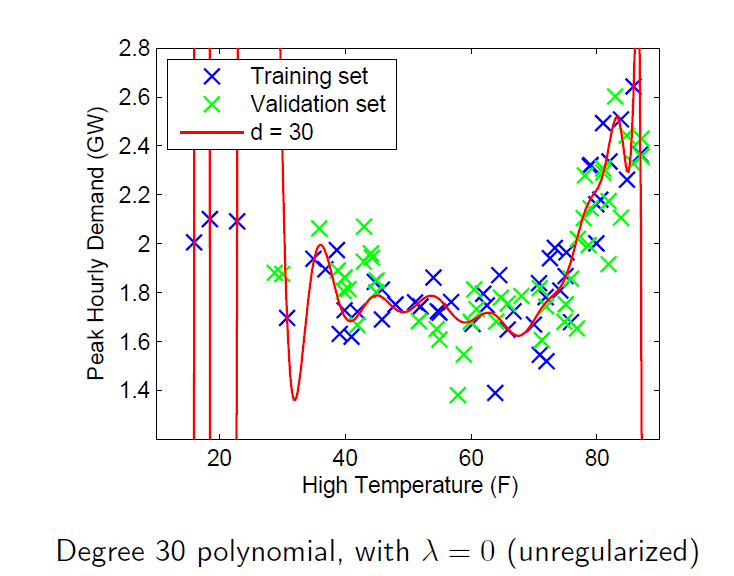 2.8
2.6
2.4
2.2
2
1.8
1.6
1.4
Peak Hourly Demand (GW)
Training set
Validation set
d = 30
20 40 60 80
High Temperature (F)
Degree 30 polynomial, with λ = 0 (unregularized)